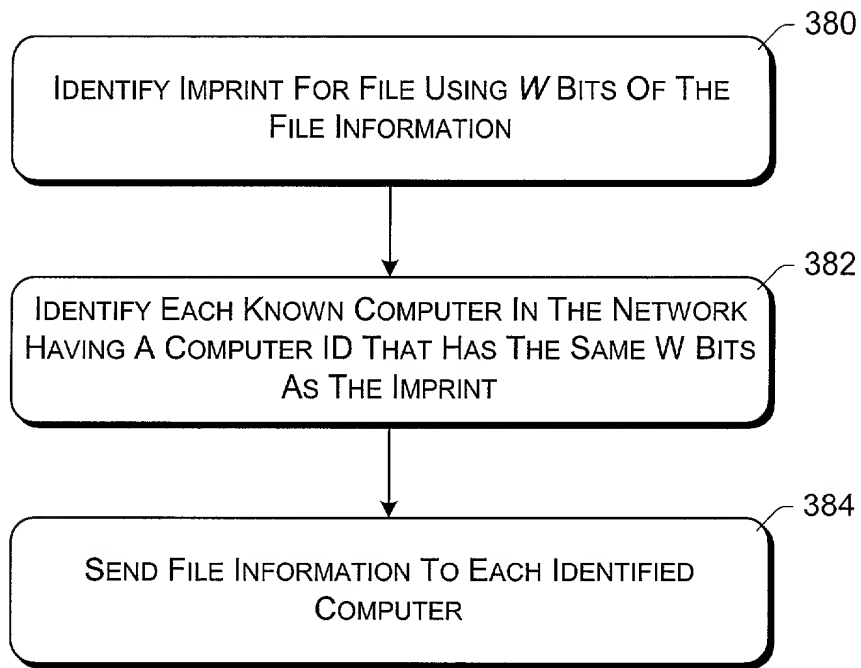 380
IDENTIFY IMPRINT FOR FILE USING W BITS OF THE
FILE INFORMATION
382
IDENTIFY EACH KNOWN COMPUTER IN THE NETWORK
HAVING A COMPUTER ID THAT HAS THE SAME W BITS
AS THE IMPRINT
384
SEND FILE INFORMATION TO EACH IDENTIFIED
COMPUTER